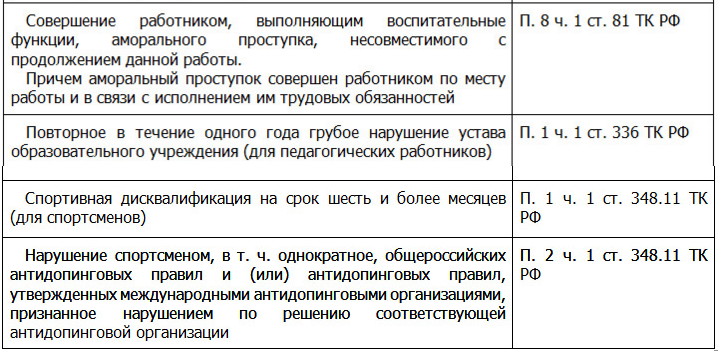 Совершение работником, выполняющим воспитательные
функции, аморального проступка, несовместимого с
продолжением данной работы.
Причем аморальный проступок совершен работником по месту
работы и в связи с исполнением им трудовых обязанностей
П. 8 ч. 1 ст. 81 ТК РФ
Повторное в течение одного года грубое нарушение устава
образовательного учреждения (для педагогических работников)
П. 1 ч. 1 ст. 336 ТК РФ
Спортивная дисквалификация на срок шесть и более месяцев
(для спортсменов)
П. 1 ч. 1 ст. 348.11 ТК
РФ
Нарушение спортсменом, в т. ч. однократное, общероссийских
антидопинговых правил и (или) антидопинговых правил,
утвержденных международными антидопинговыми организациями,
признанное нарушением по решению соответствующей
антидопинговой организации
П. 2 ч. 1 ст. 348.11 ТК
РФ